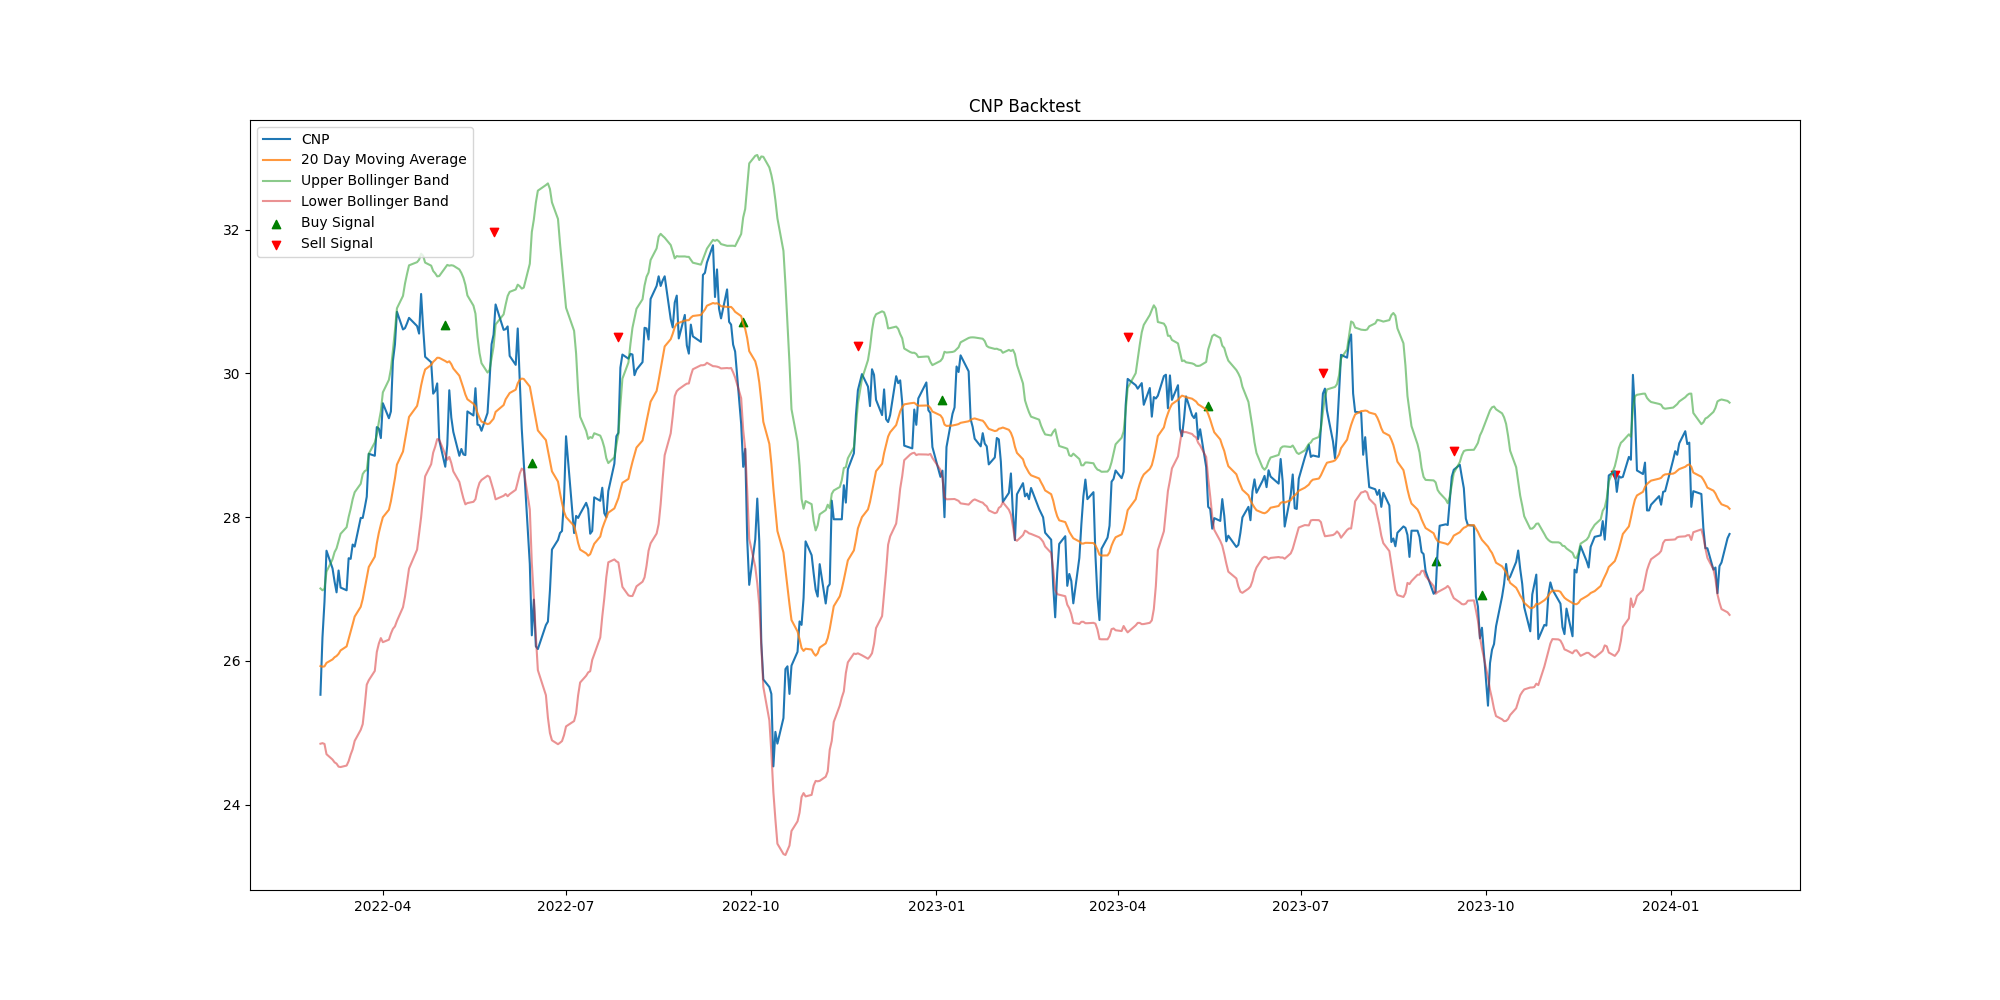 CNP Backtest
CNP
20 Day Moving Average
Upper Bollinger Band
Lower Bollinger Band
Buy Signal
Sell Signal
32
30
28
26
24
2022-04
2022-07
2022-10
2023-01
2023-04
2023-07
2023-10
2024-01